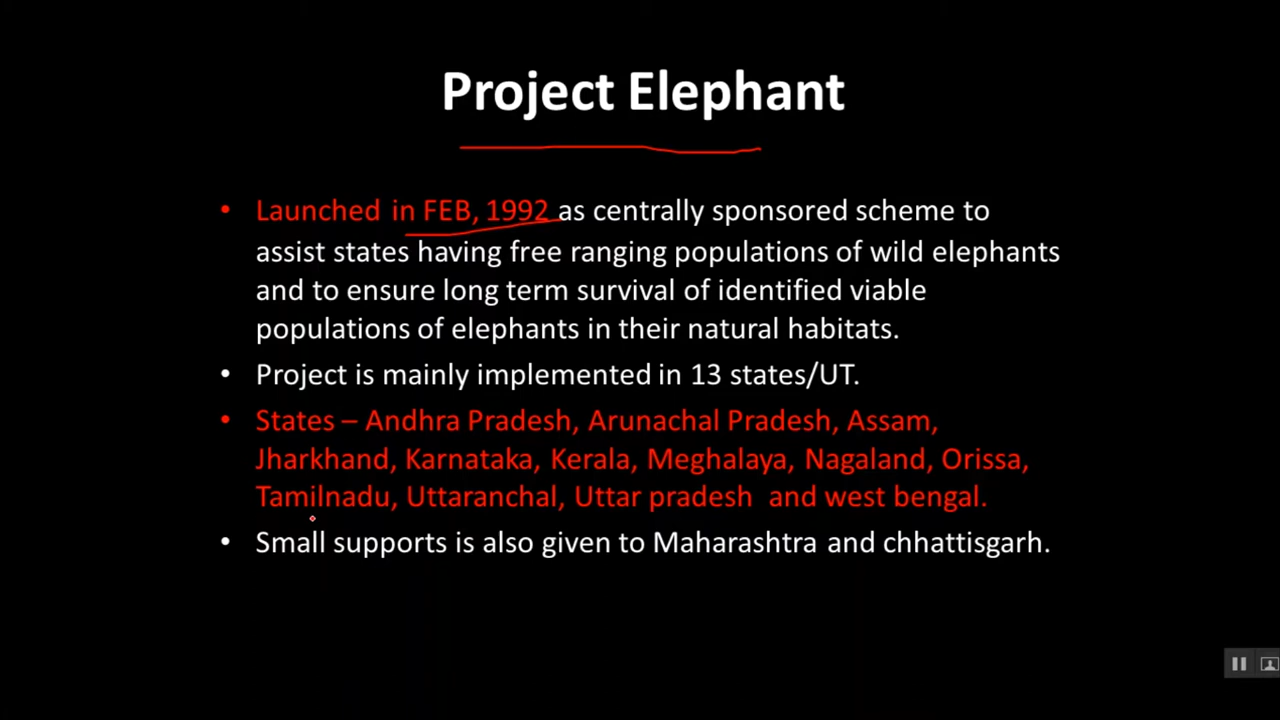 Project Elephant
• Launched in FEB, 1992 as centrally sponsored scheme to
assist states having free ranging populations of wild elephants
and to ensure long term survival of identified viable
populations of elephants in their natural habitats.
• Project is mainly implemented in 13 states/UT.
• States – Andhra Pradesh, Arunachal Pradesh, Assam,
Jharkhand, Karnataka, Kerala, Meghalaya, Nagaland, Orissa,
Tamilnadu, Uttaranchal, Uttar pradesh and west bengal.
• Small supports is also given to Maharashtra and chhattisgarh.